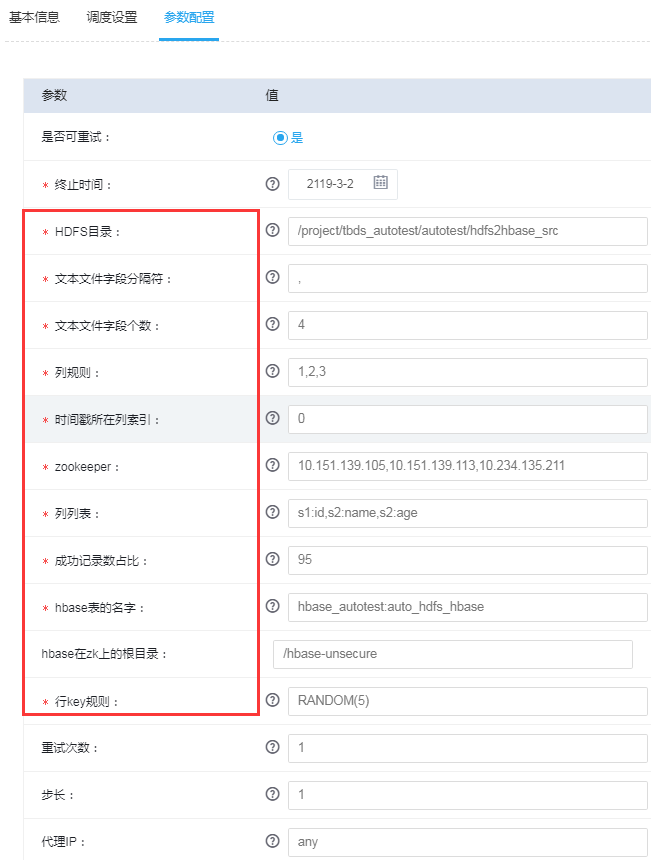 基本信息 调度设置 参数配置
参数 值
是否可重试： 是
* 终止时间： 2119-3-2
* HDFS目录： /project/tbds_autotest/autotest/hdfs2hbase_src
* 文本文件字段分隔符： ,
* 文本文件字段个数： 4
* 列规则： 1,2,3
* 时间戳所在列索引： 0
* zookeeper： 10.151.139.105,10.151.139.113,10.234.135.211
* 列列表： s1:id,s2:name,s2:age
* 成功记录数占比： 95
* hbase表的名字： hbase_autotest:auto_hdfs_hbase
hbase在zk上的根目录： /hbase-unsecure
* 行key规则： RANDOM(5)
重试次数： 1
步长： 1
代理IP： any